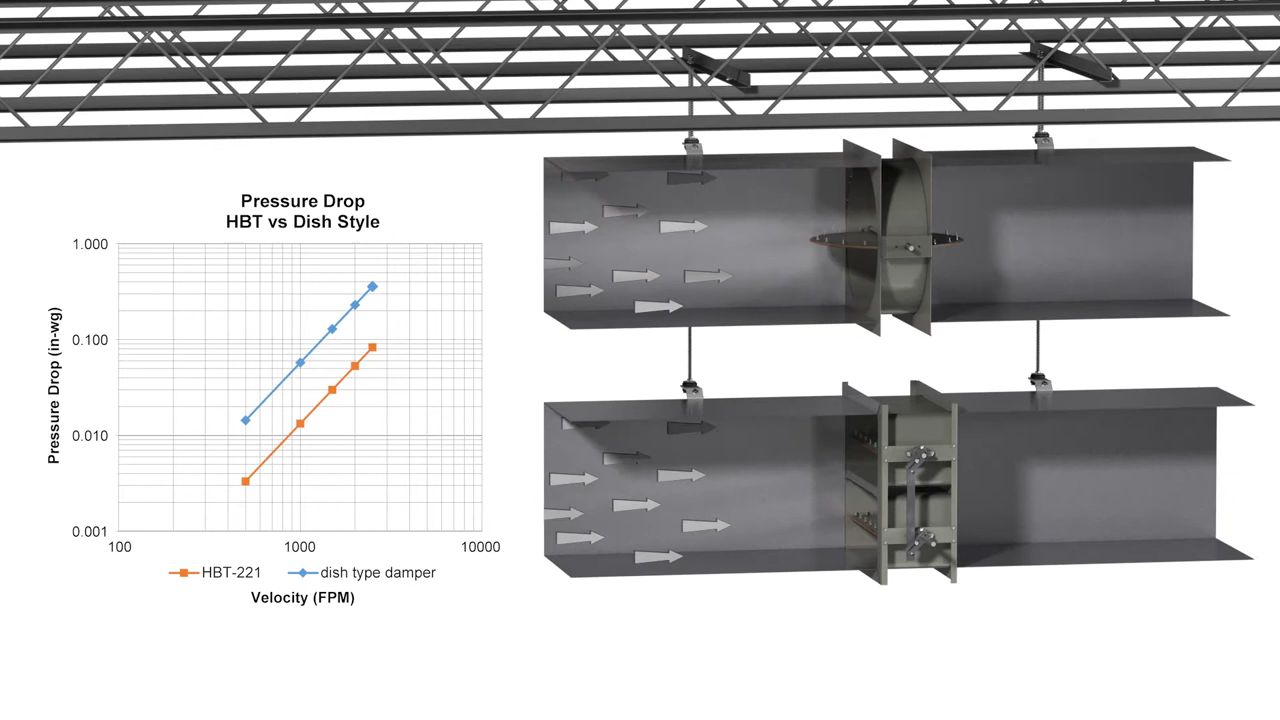 Pressure Drop
HBT vs Dish Style
1.000
0.100
0.010
0.001
Pressure Drop (in-wg)
100 1000 10000
HBT-221 dish type damper
Velocity (FPM)